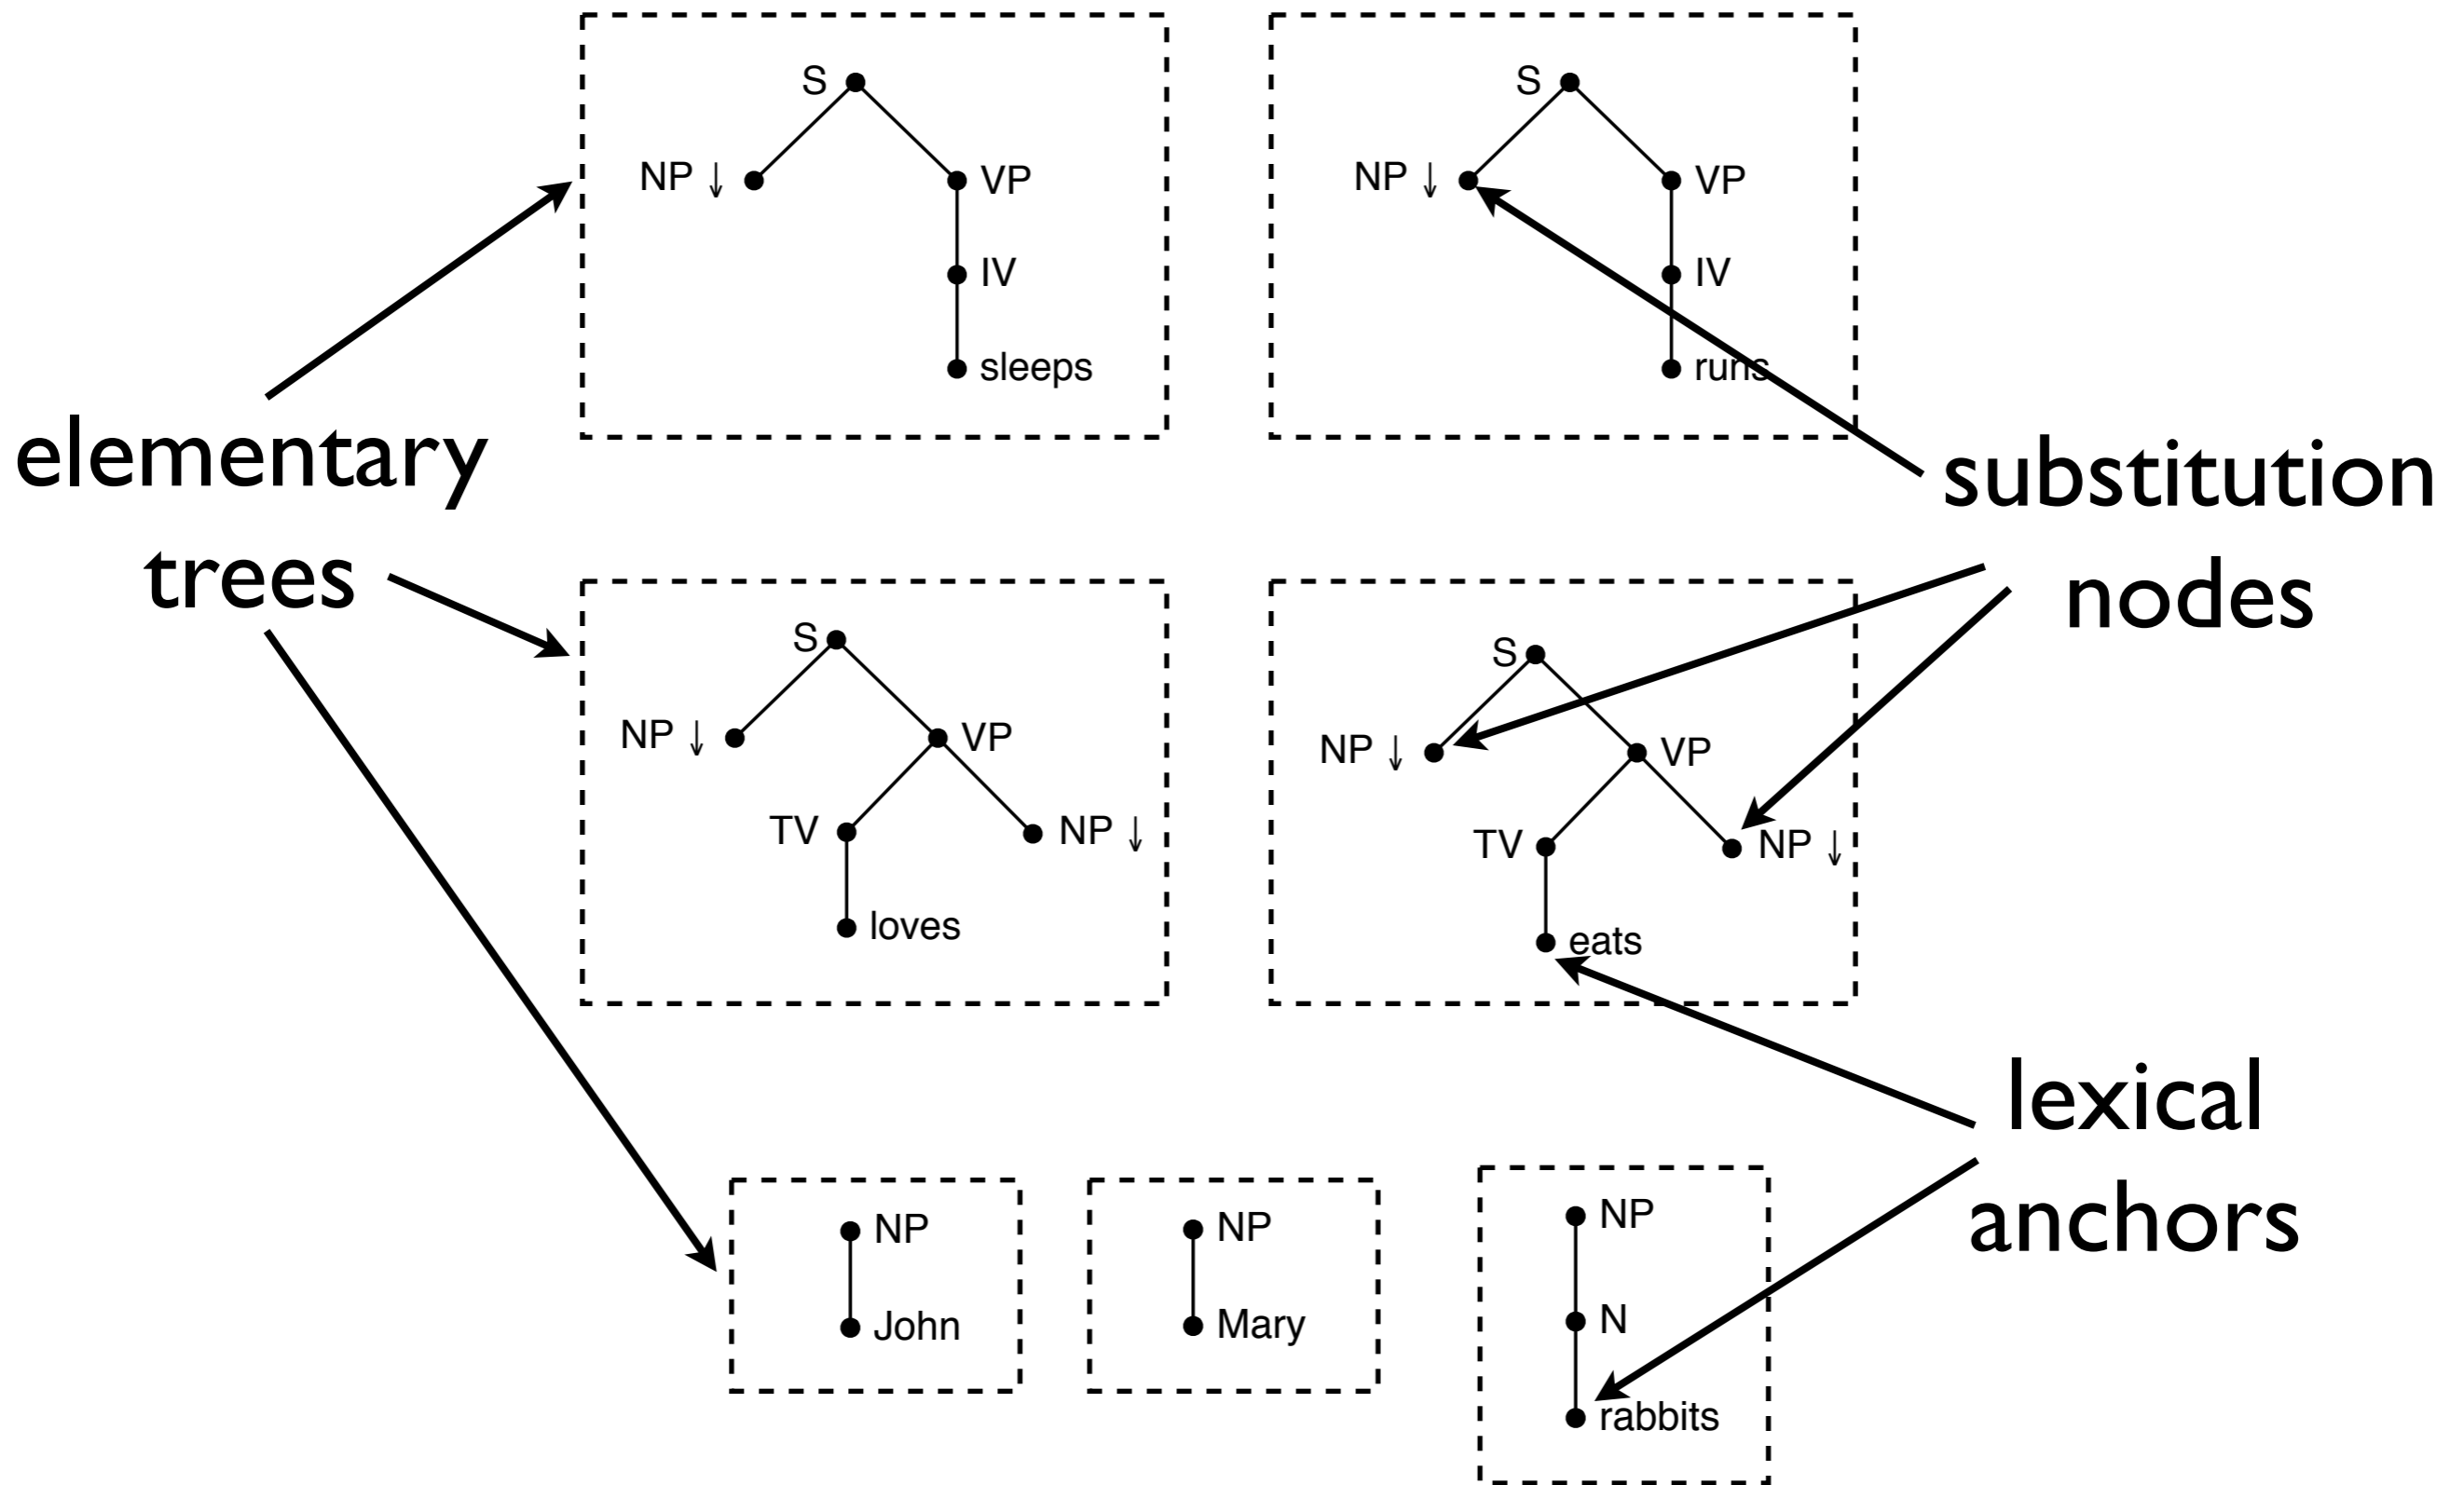 S
NP ↓
VP
IV
sleeps
S
NP ↓
VP
IV
runs
elementary
trees
substitution
nodes
S
NP ↓
VP
TV
NP ↓
loves
S
NP ↓
VP
TV
NP ↓
eats
lexical
anchors
NP
John
NP
Mary
NP
N
rabbits